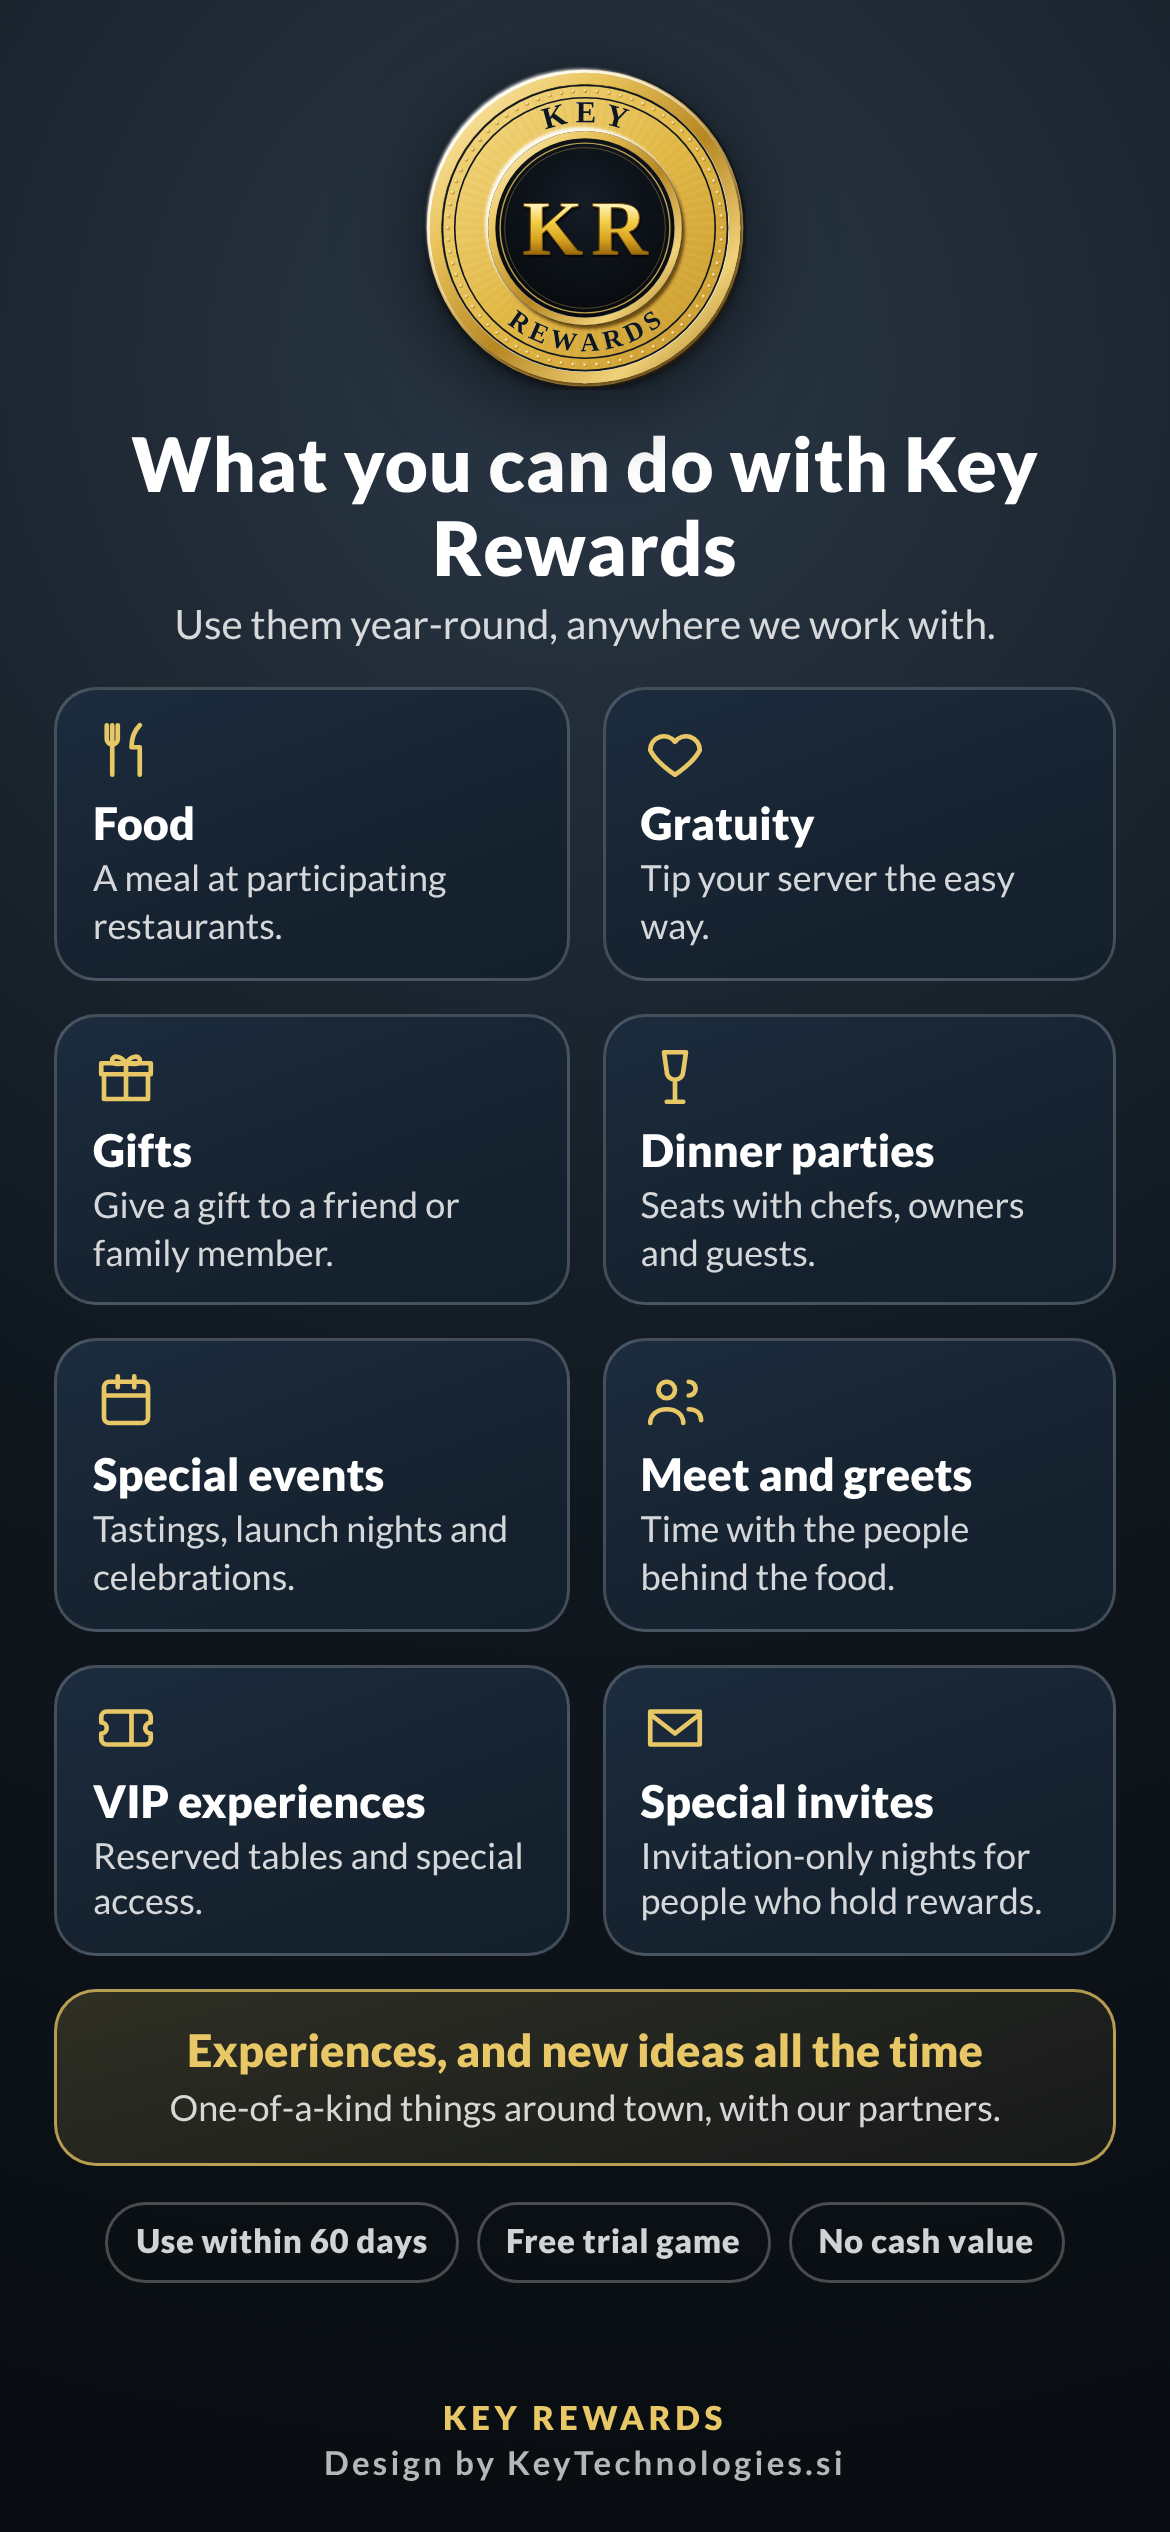 KEY
KR
REWARDS
What you can do with Key
Rewards
Use them year-round, anywhere we work with.
Food
A meal at participating
restaurants.
Gratuity
Tip your server the easy
way.
Gifts
Give a gift to a friend or
family member.
Dinner parties
Seats with chefs, owners
and guests.
Special events
Tastings, launch nights and
celebrations.
Meet and greets
Time with the people
behind the food.
VIP experiences
Reserved tables and special
access.
Special invites
Invitation-only nights for
people who hold rewards.
Experiences, and new ideas all the time
One-of-a-kind things around town, with our partners.
Use within 60 days
Free trial game
No cash value
KEY REWARDS
Design by KeyTechnologies.si